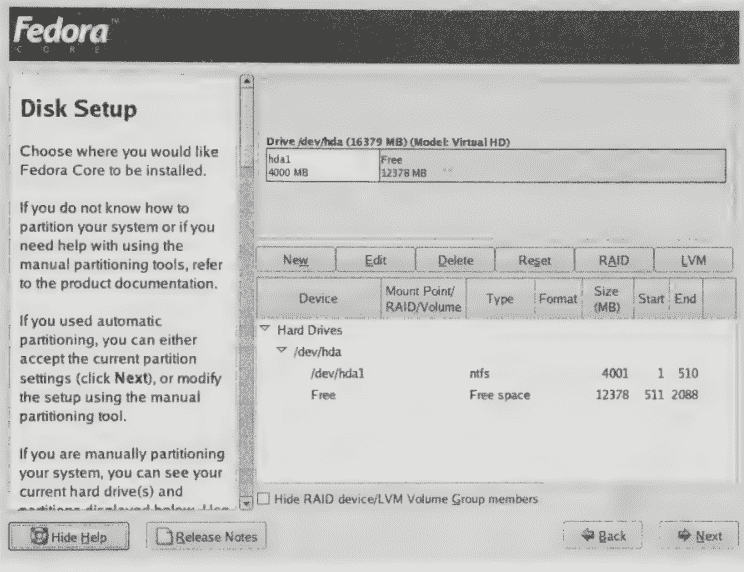 Fedora™
CORE
Disk Setup
Choose where you would like
Fedora Core to be installed.
If you do not know how to
partition your system or if you
need help with using the
manual partitioning tools, refer
to the product documentation.
If you used automatic
partitioning, you can either
accept the current partition
settings (click Next), or modify
the setup using the manual
partitioning tool.
If you are manually partitioning
your system, you can see your
current hard drive(s) and
partitions displayed below. Use
Drive /dev/hda (16379 MB) (Model: Virtual HD)
hda1 Free
4000 MB 12378 MB
New Edit Delete Reset RAID LVM
Device Mount Point/ RAID/Volume Type Format Size (MB) Start End
Hard Drives
/dev/hda
/dev/hda1 ntfs 4001 1 510
Free Free space 12378 511 2088
Hide RAID device/LVM Volume Group members
Hide Help Release Notes Back Next